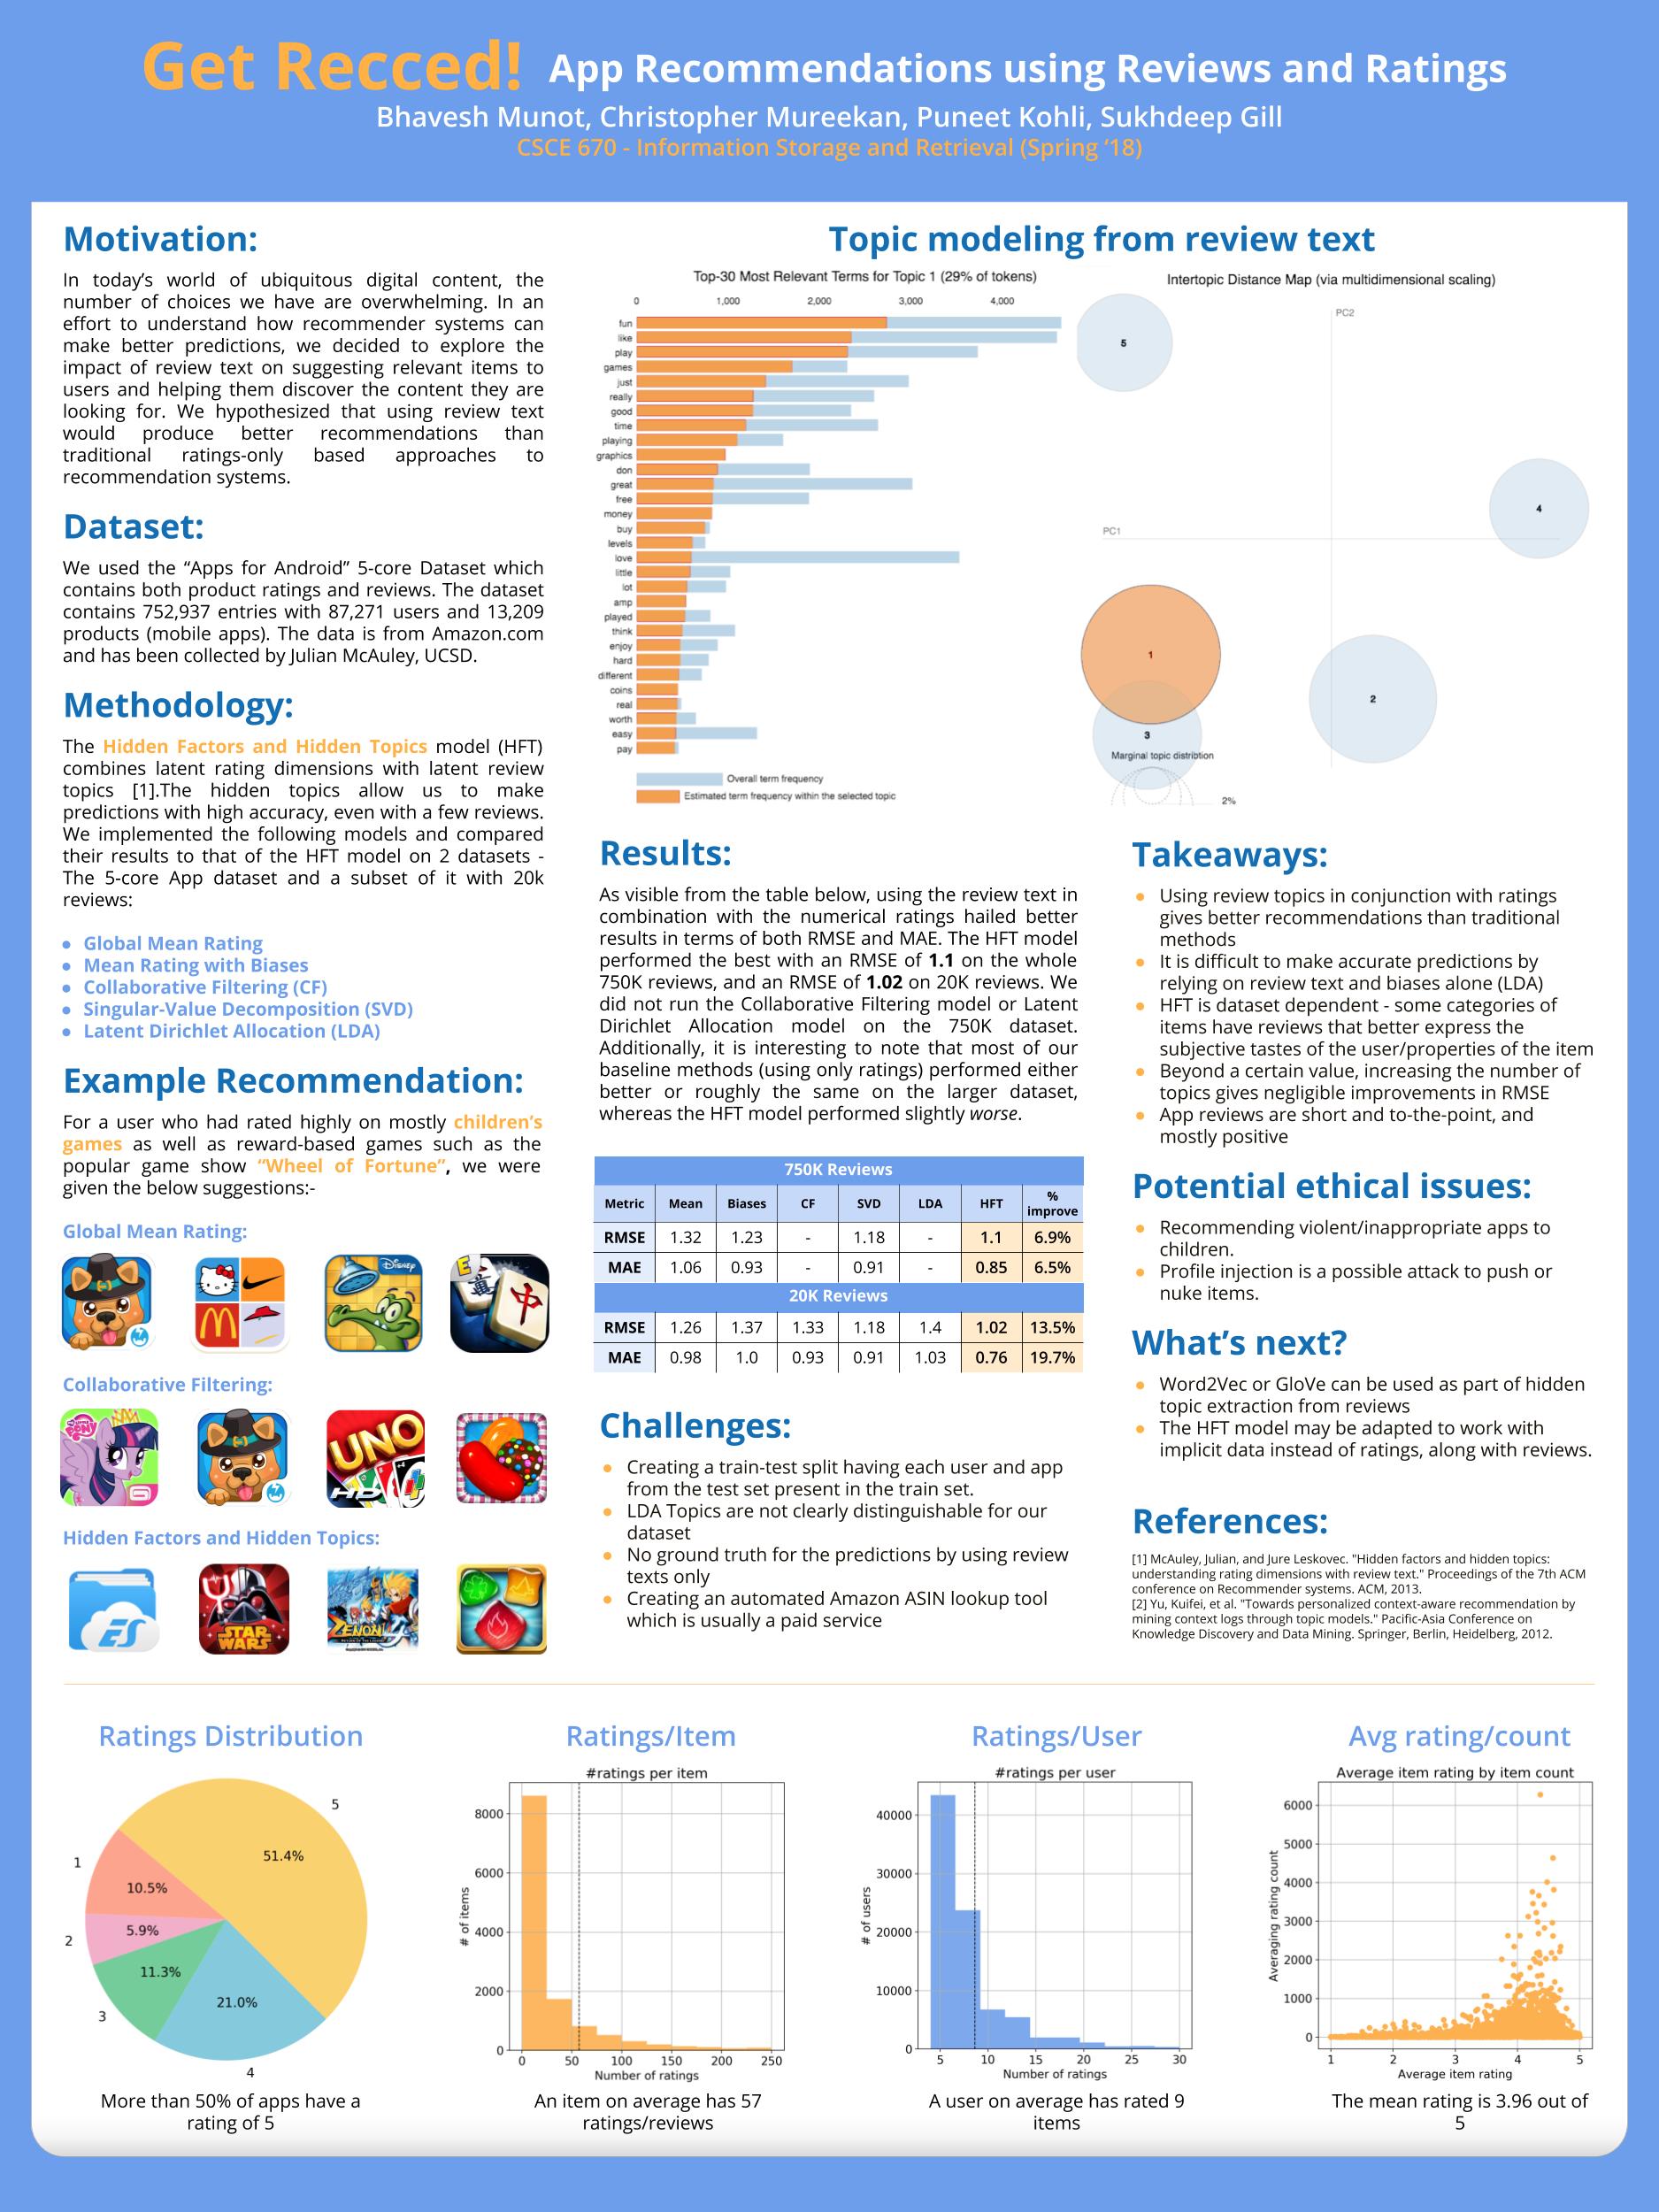 Get Recced! App Recommendations using Reviews and Ratings
Bhavesh Munot, Christopher Mureekan, Puneet Kohli, Sukhdeep Gill
CSCE 670 - Information Storage and Retrieval (Spring ’18)
Motivation:
In today’s world of ubiquitous digital content, the
number of choices we have are overwhelming. In an
effort to understand how recommender systems can
make better predictions, we decided to explore the
impact of review text on suggesting relevant items to
users and helping them discover the content they are
looking for. We hypothesized that using review text
would produce better recommendations than
traditional ratings-only based approaches to
recommendation systems.
Dataset:
We used the “Apps for Android” 5-core Dataset which
contains both product ratings and reviews. The dataset
contains 752,937 entries with 87,271 users and 13,209
products (mobile apps). The data is from Amazon.com
and has been collected by Julian McAuley, UCSD.
Methodology:
The Hidden Factors and Hidden Topics model (HFT)
combines latent rating dimensions with latent review
topics [1].The hidden topics allow us to make
predictions with high accuracy, even with a few reviews.
We implemented the following models and compared
their results to that of the HFT model on 2 datasets -
The 5-core App dataset and a subset of it with 20k
reviews:
● Global Mean Rating
● Mean Rating with Biases
● Collaborative Filtering (CF)
● Singular-Value Decomposition (SVD)
● Latent Dirichlet Allocation (LDA)
Example Recommendation:
For a user who had rated highly on mostly children’s
games as well as reward-based games such as the
popular game show “Wheel of Fortune”, we were
given the below suggestions:-
Global Mean Rating:
Disney
E
萬
中
Collaborative Filtering:
My Little
PONY
UNO
HD
Hidden Factors and Hidden Topics:
ES
STAR
WARS
ZENONIA
Topic modeling from review text
Top-30 Most Relevant Terms for Topic 1 (29% of tokens)
0 1,000 2,000 3,000 4,000
fun
like
play
games
just
really
good
time
playing
graphics
don
great
free
money
buy
levels
love
little
lot
amp
played
think
enjoy
hard
different
coins
real
worth
easy
pay
Overall term frequency
Estimated term frequency within the selected topic
Intertopic Distance Map (via multidimensional scaling)
PC2
5
4
PC1
1
2
3
Marginal topic distribtion
2%
Results:
As visible from the table below, using the review text in
combination with the numerical ratings hailed better
results in terms of both RMSE and MAE. The HFT model
performed the best with an RMSE of 1.1 on the whole
750K reviews, and an RMSE of 1.02 on 20K reviews. We
did not run the Collaborative Filtering model or Latent
Dirichlet Allocation model on the 750K dataset.
Additionally, it is interesting to note that most of our
baseline methods (using only ratings) performed either
better or roughly the same on the larger dataset,
whereas the HFT model performed slightly worse.
750K Reviews
Metric Mean Biases CF SVD LDA HFT % improve
RMSE 1.32 1.23 - 1.18 - 1.1 6.9%
MAE 1.06 0.93 - 0.91 - 0.85 6.5%
20K Reviews
RMSE 1.26 1.37 1.33 1.18 1.4 1.02 13.5%
MAE 0.98 1.0 0.93 0.91 1.03 0.76 19.7%
Challenges:
● Creating a train-test split having each user and app
from the test set present in the train set.
● LDA Topics are not clearly distinguishable for our
dataset
● No ground truth for the predictions by using review
texts only
● Creating an automated Amazon ASIN lookup tool
which is usually a paid service
Takeaways:
● Using review topics in conjunction with ratings
gives better recommendations than traditional
methods
● It is difficult to make accurate predictions by
relying on review text and biases alone (LDA)
● HFT is dataset dependent - some categories of
items have reviews that better express the
subjective tastes of the user/properties of the item
● Beyond a certain value, increasing the number of
topics gives negligible improvements in RMSE
● App reviews are short and to-the-point, and
mostly positive
Potential ethical issues:
● Recommending violent/inappropriate apps to
children.
● Profile injection is a possible attack to push or
nuke items.
What’s next?
● Word2Vec or GloVe can be used as part of hidden
topic extraction from reviews
● The HFT model may be adapted to work with
implicit data instead of ratings, along with reviews.
References:
[1] McAuley, Julian, and Jure Leskovec. "Hidden factors and hidden topics:
understanding rating dimensions with review text." Proceedings of the 7th ACM
conference on Recommender systems. ACM, 2013.
[2] Yu, Kuifei, et al. "Towards personalized context-aware recommendation by
mining context logs through topic models." Pacific-Asia Conference on
Knowledge Discovery and Data Mining. Springer, Berlin, Heidelberg, 2012.
Ratings Distribution
5
51.4%
1
10.5%
2
5.9%
11.3%
3
21.0%
4
More than 50% of apps have a
rating of 5
Ratings/Item
#ratings per item
# of items
8000
6000
4000
2000
0
0 50 100 150 200 250
Number of ratings
An item on average has 57
ratings/reviews
Ratings/User
#ratings per user
# of users
40000
30000
20000
10000
0
5 10 15 20 25 30
Number of ratings
A user on average has rated 9
items
Avg rating/count
Average item rating by item count
Averaging rating count
6000
5000
4000
3000
2000
1000
0
1 2 3 4 5
Average item rating
The mean rating is 3.96 out of
5